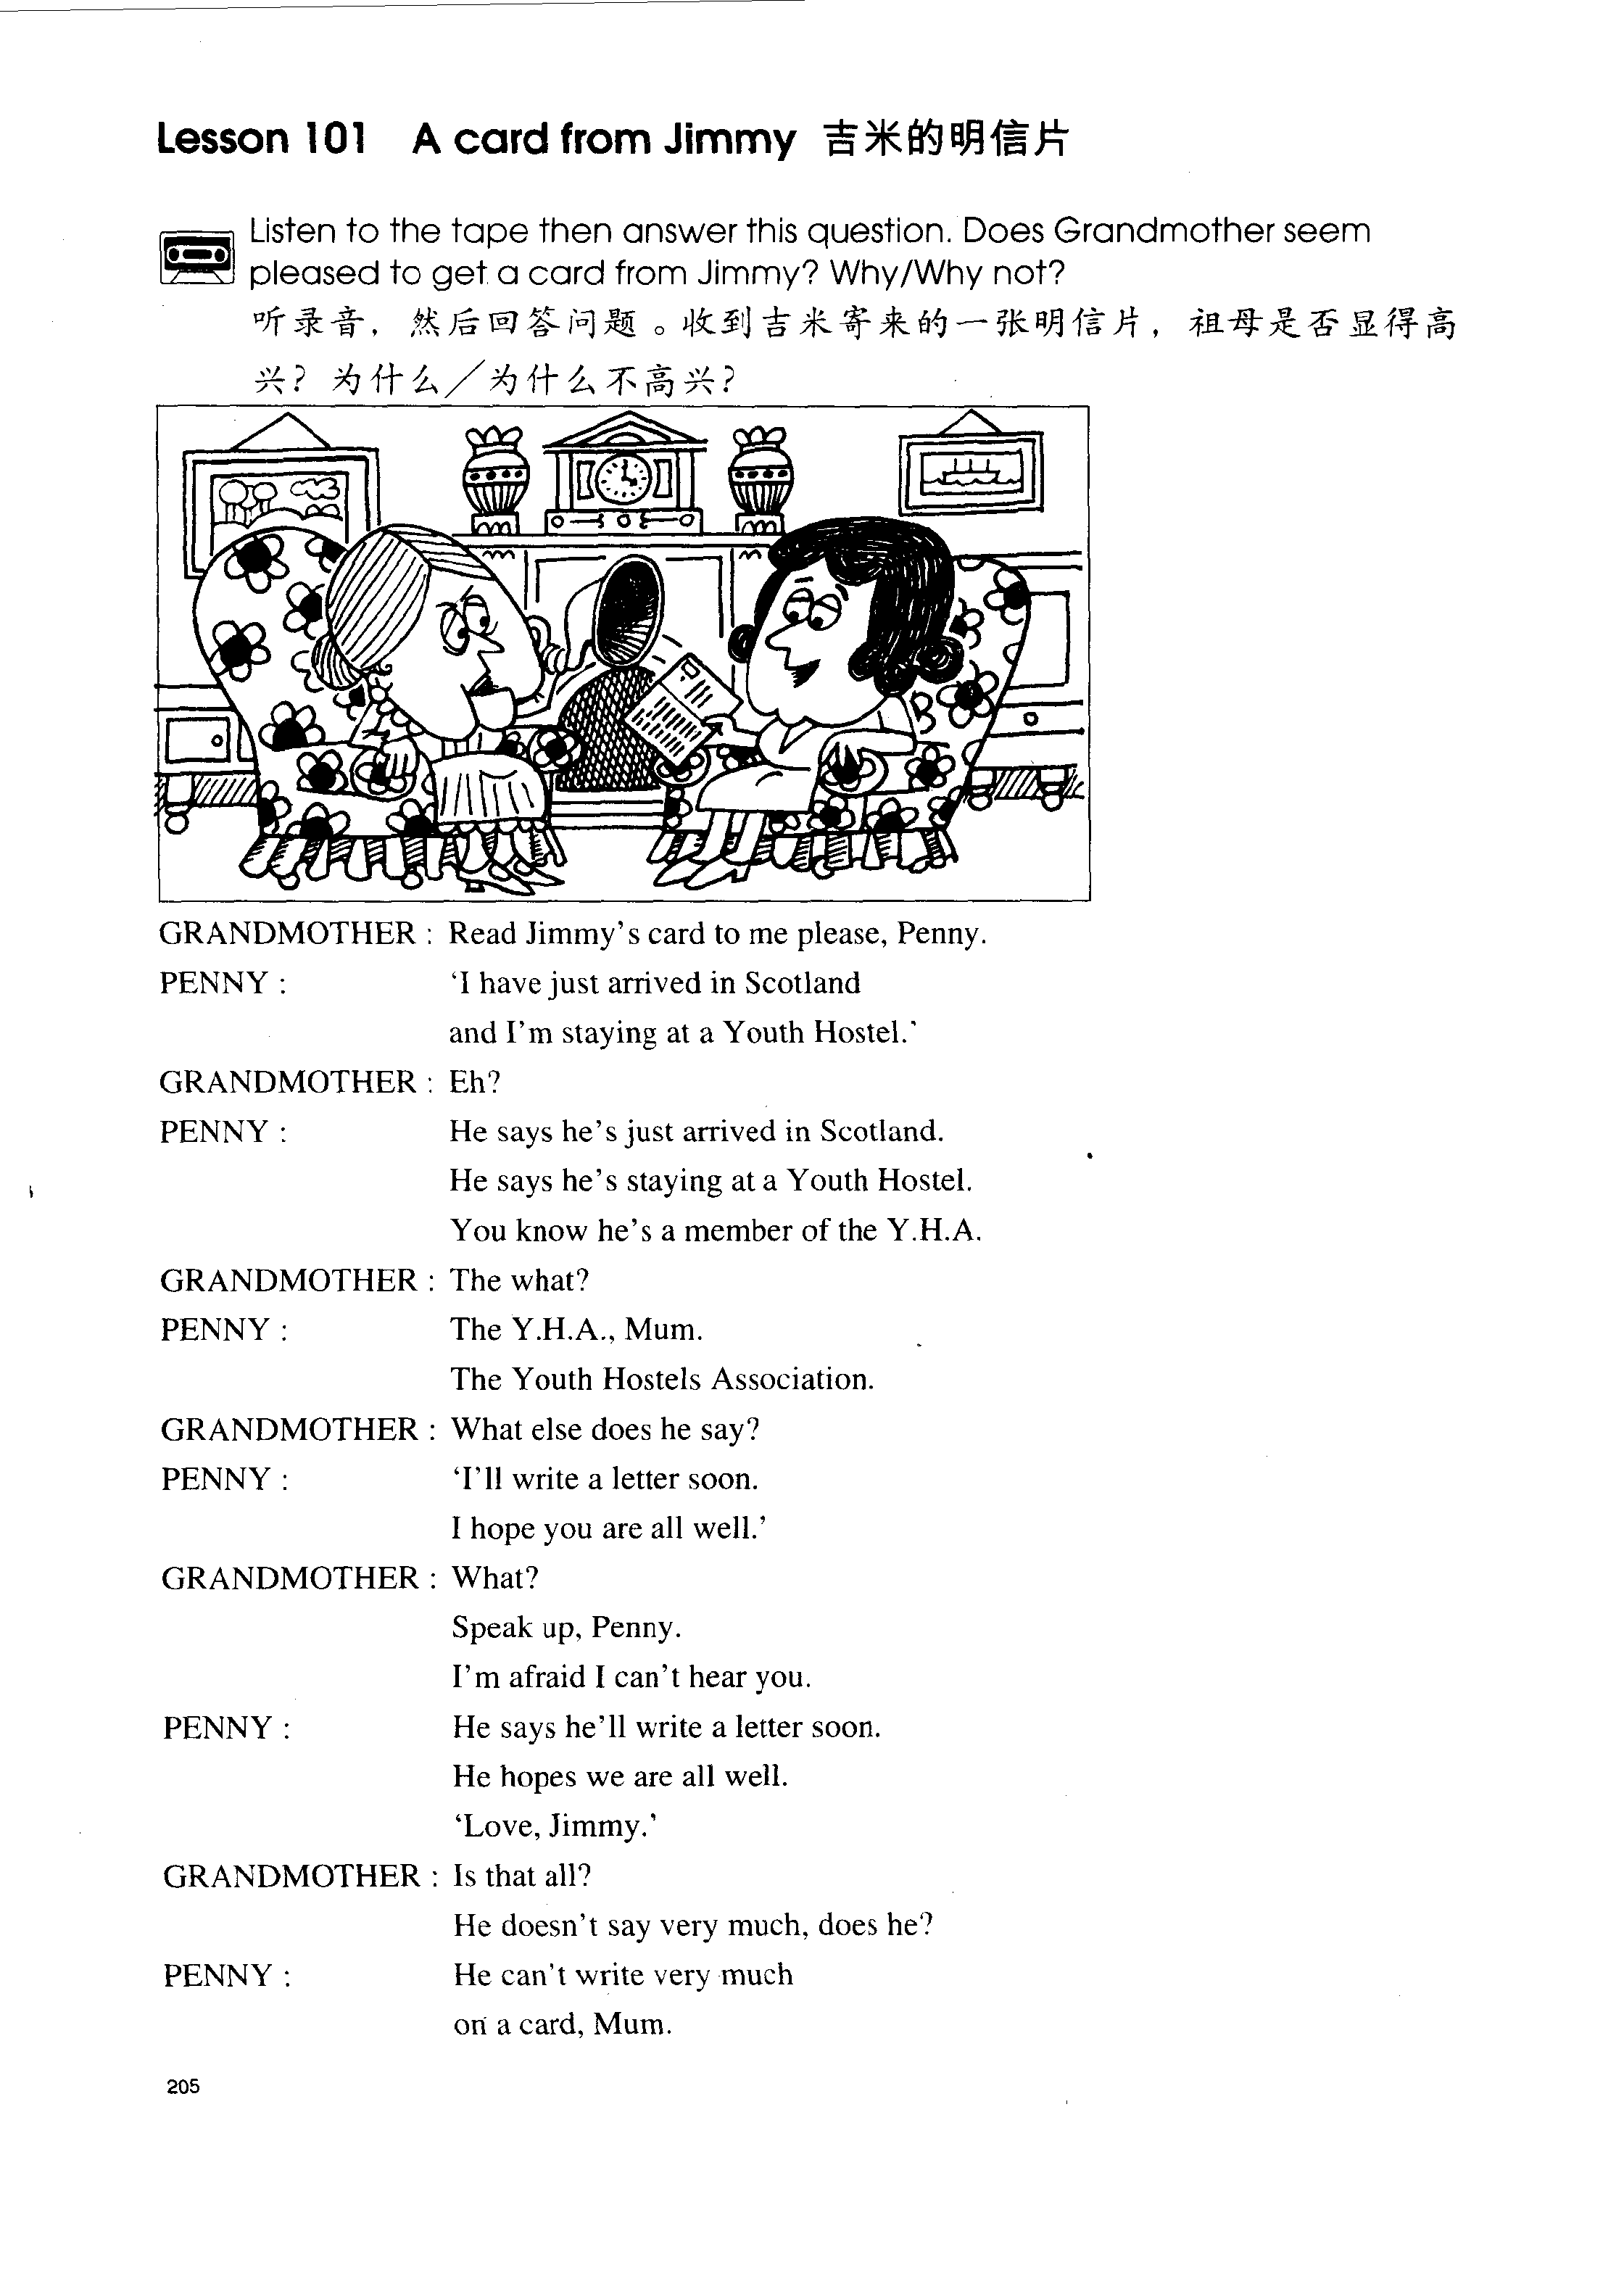 Lesson 101 A card from Jimmy 吉米的明信片
Listen to the tape then answer this question. Does Grandmother seem
pleased to get a card from Jimmy? Why/Why not?
听录音，然后回答问题。收到吉米寄来的一张明信片，祖母是否显得高
兴？为什么／为什么不高兴？
GRANDMOTHER : Read Jimmy's card to me please, Penny.
PENNY : 'I have just arrived in Scotland
and I'm staying at a Youth Hostel.'
GRANDMOTHER : Eh?
PENNY : He says he's just arrived in Scotland.
He says he's staying at a Youth Hostel.
You know he's a member of the Y.H.A.
GRANDMOTHER : The what?
PENNY : The Y.H.A., Mum.
The Youth Hostels Association.
GRANDMOTHER : What else does he say?
PENNY : 'I'll write a letter soon.
I hope you are all well.'
GRANDMOTHER : What?
Speak up, Penny.
I'm afraid I can't hear you.
PENNY : He says he'll write a letter soon.
He hopes we are all well.
'Love, Jimmy.'
GRANDMOTHER : Is that all?
He doesn't say very much, does he?
PENNY : He can't write very much
on a card, Mum.
205